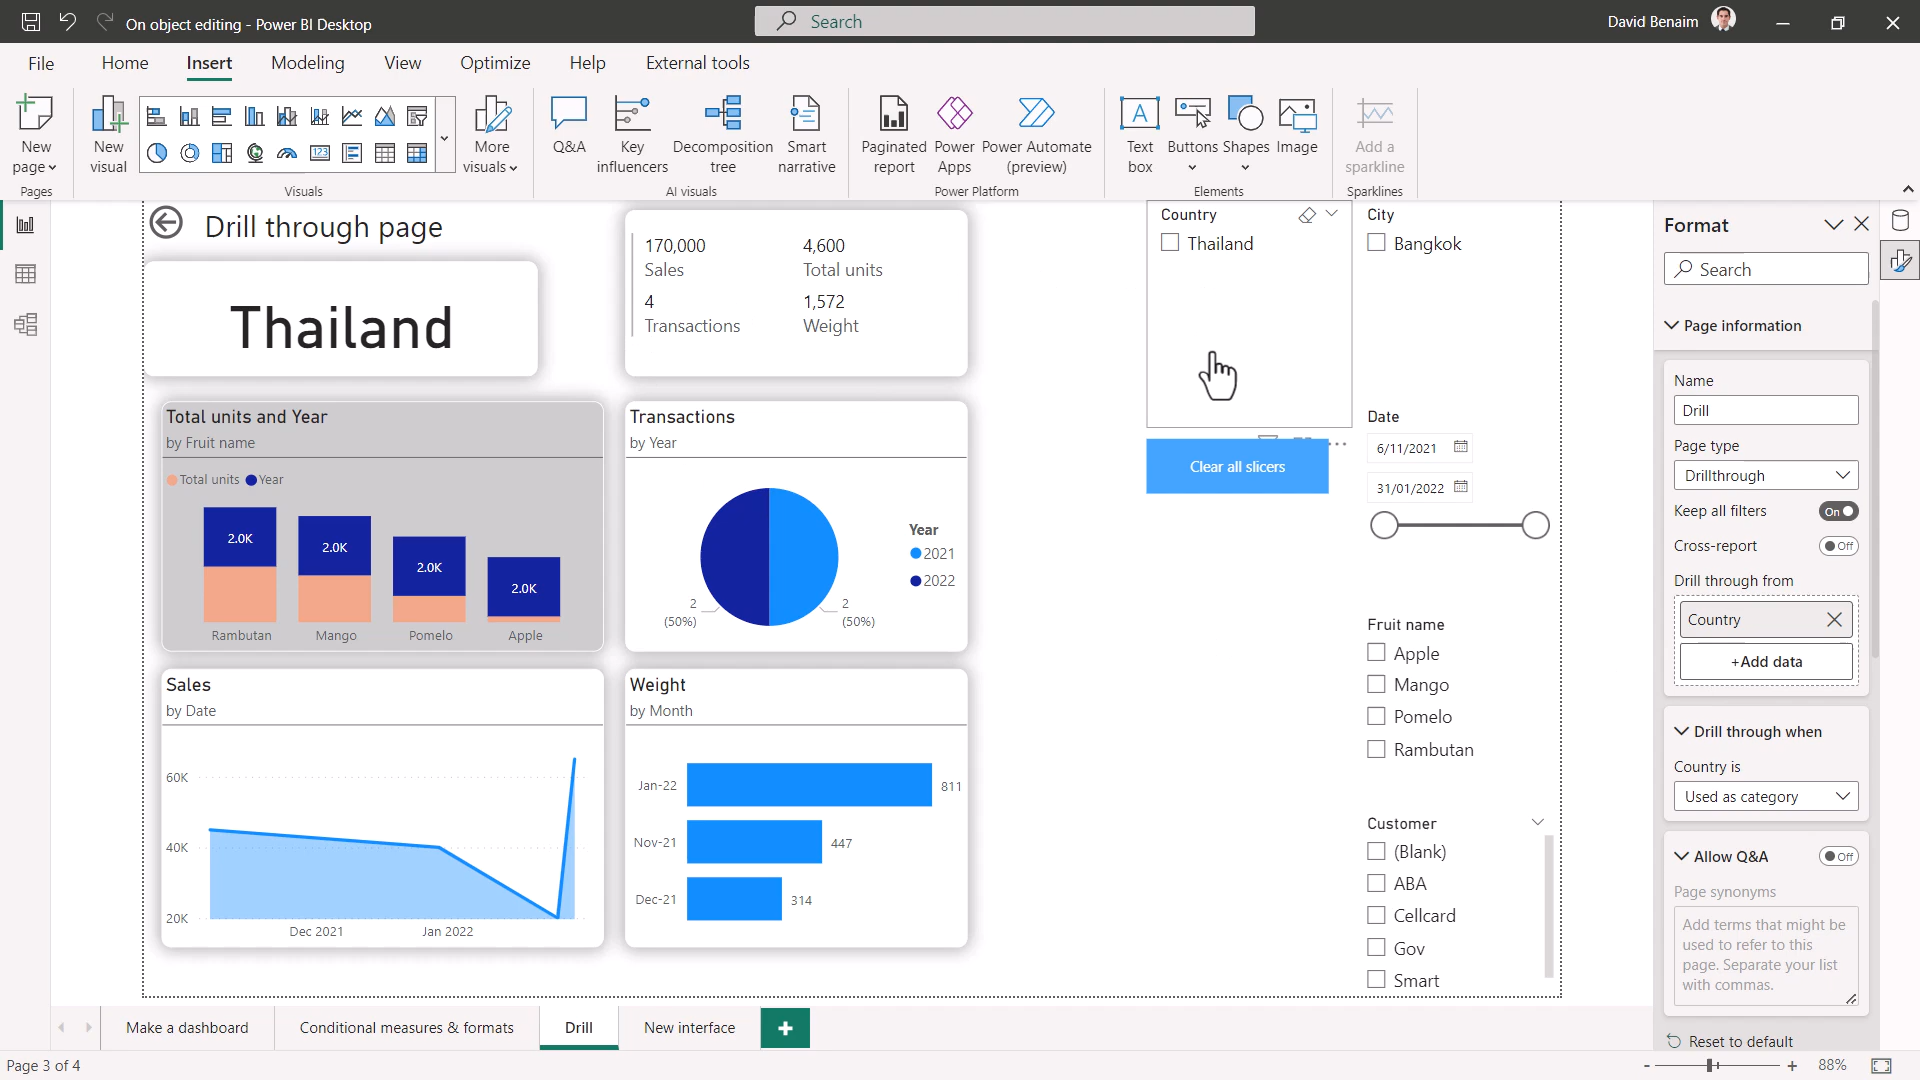 On object editing - Power BI Desktop
Search
David Benaim
File
Home
Insert
Modeling
View
Optimize
Help
External tools
New page
New visual
More visuals
Q&A
Key influencers
Decomposition tree
Smart narrative
Paginated report
Power Apps
Power Automate (preview)
Text box
Buttons
Shapes
Image
Add a sparkline
Pages
Visuals
AI visuals
Power Platform
Elements
Sparklines
Drill through page
Thailand
170,000
Sales
4,600
Total units
4
Transactions
1,572
Weight
Country
Thailand
City
Bangkok
Clear all slicers
Date
6/11/2021
31/01/2022
Total units and Year
by Fruit name
Total units
Year
2.0K
2.0K
2.0K
2.0K
Rambutan
Mango
Pomelo
Apple
Transactions
by Year
Year
2021
2022
2
(50%)
2
(50%)
Fruit name
Apple
Mango
Pomelo
Rambutan
Sales
by Date
60K
40K
20K
Dec 2021
Jan 2022
Weight
by Month
Jan-22
811
Nov-21
447
Dec-21
314
Customer
(Blank)
ABA
Cellcard
Gov
Smart
Format
Search
Page information
Name
Drill
Page type
Drillthrough
Keep all filters
On
Cross-report
Off
Drill through from
Country
+Add data
Drill through when
Country is
Used as category
Allow Q&A
Off
Page synonyms
Add terms that might be
used to refer to this
page. Separate your list
with commas.
Reset to default
Make a dashboard
Conditional measures & formats
Drill
New interface
Page 3 of 4
88%